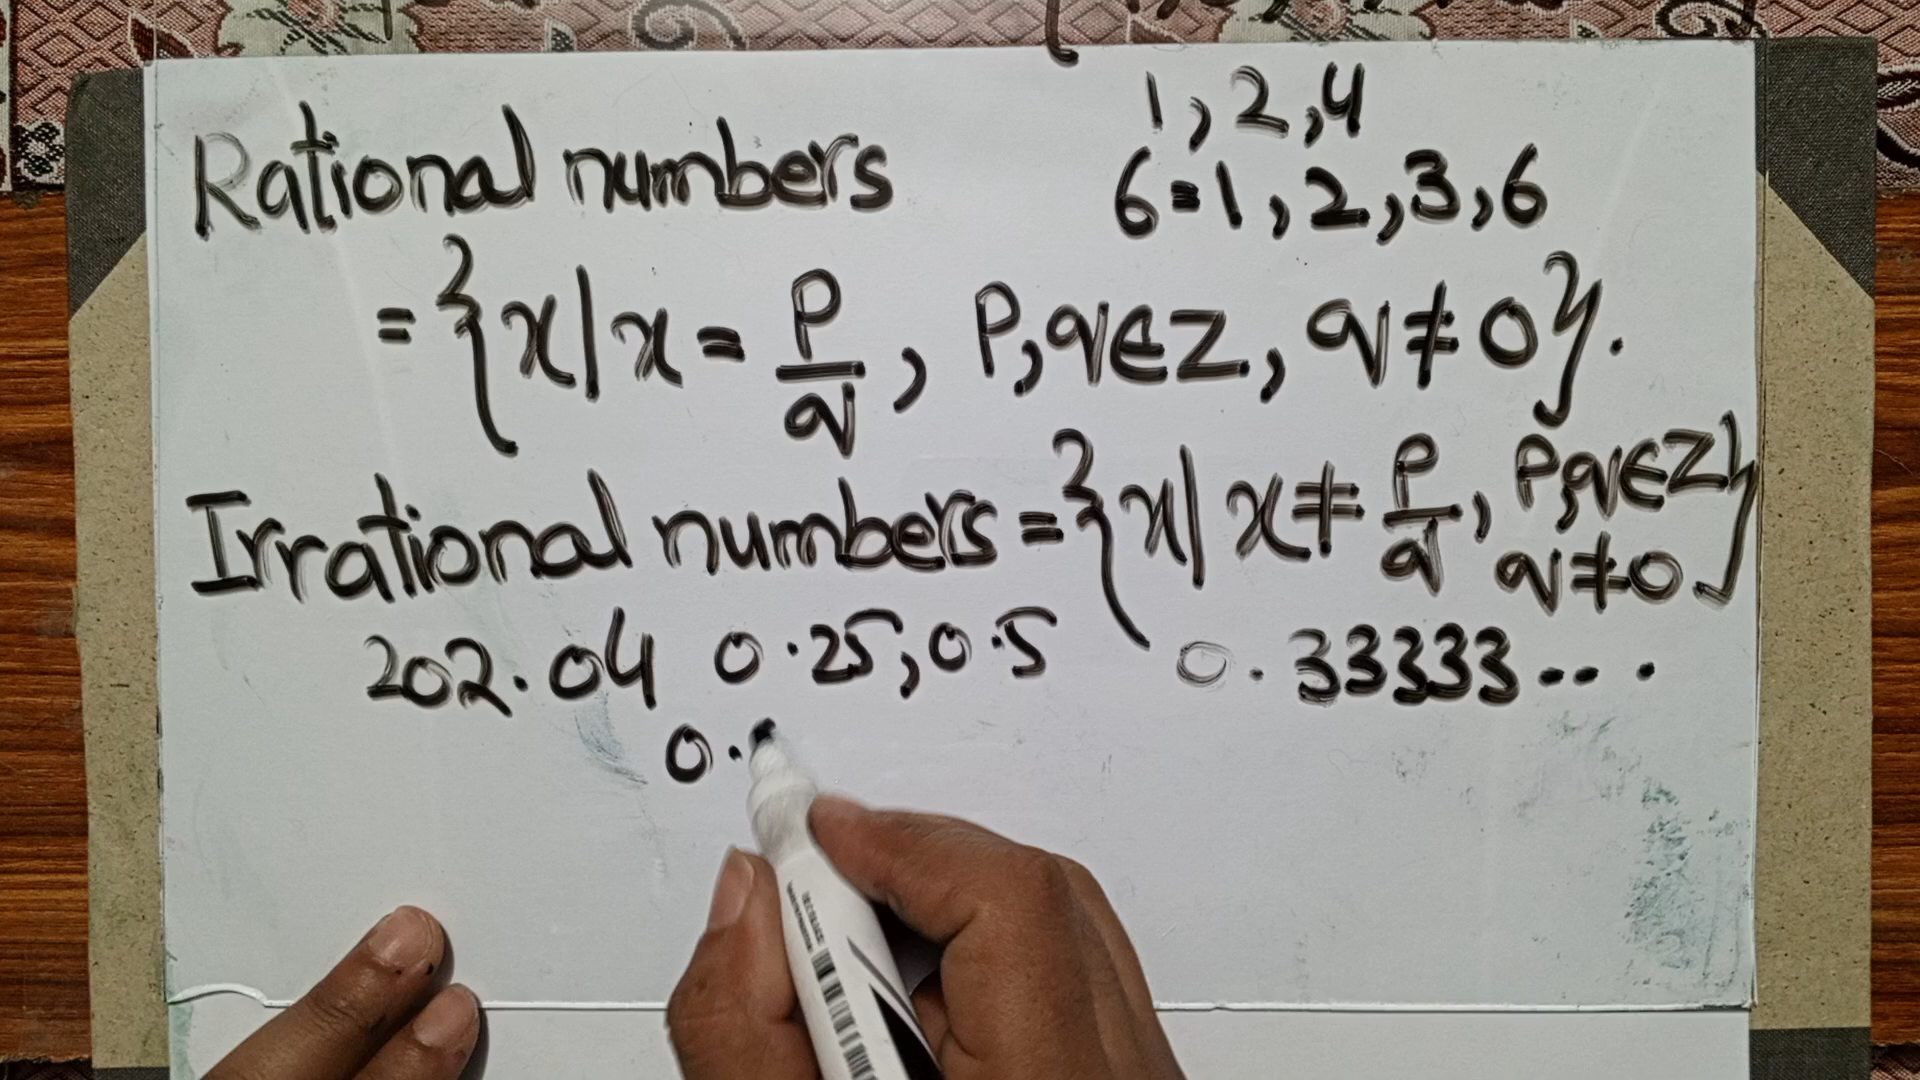 1, 2, 4
Rational numbers
6=1, 2, 3, 6
= {x | x = p/q, p, q ∈ Z, q ≠ 0}.
Irrational numbers = {x | x ≠ p/q, p, q ∈ Z, q ≠ 0}
202.04 0.25, 0.5 0.33333....
0.